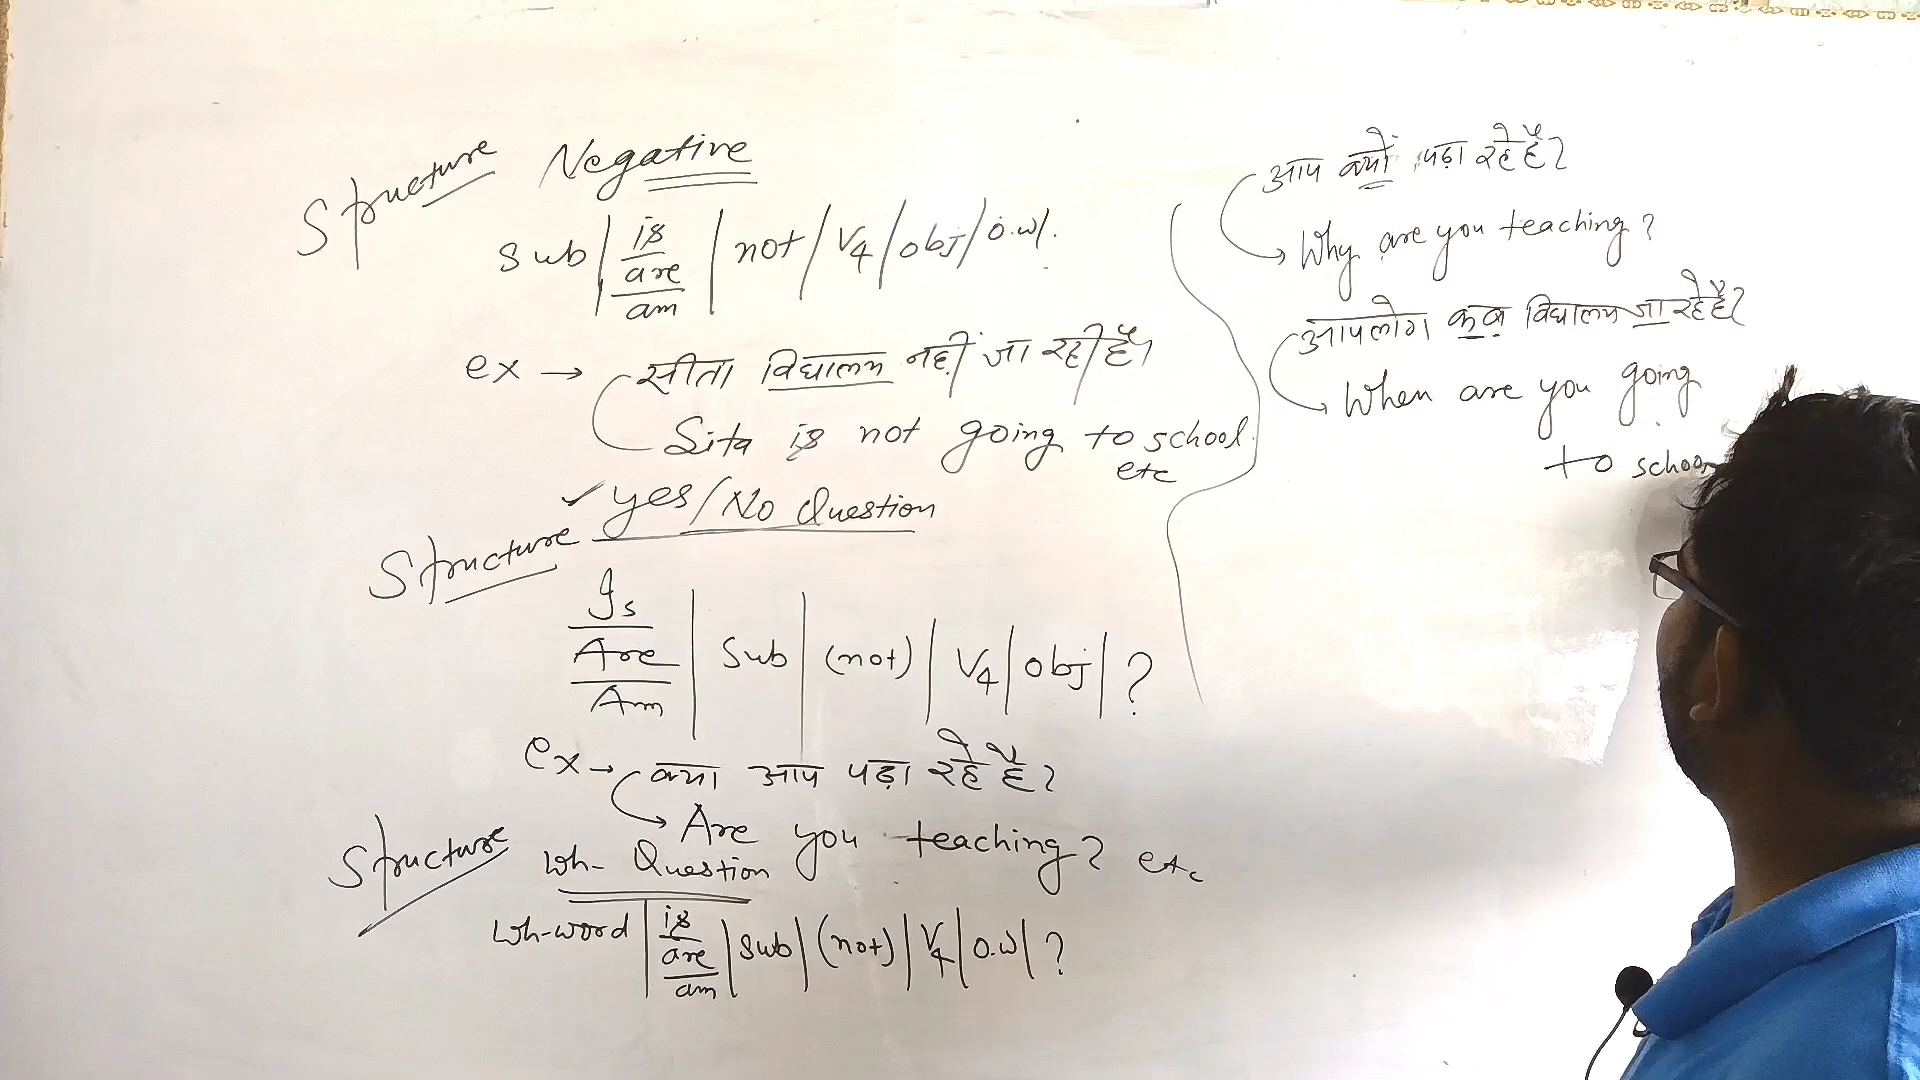 Structure Negative
Sub | is / are / am | not | V4 | obj | o.w.
ex → सीता विद्यालय नहीं जा रही है।
Sita is not going to school.
etc
✓ yes/No Question
Structure
Is / Are / Am | Sub | (not) | V4 | obj | ?
ex → क्या आप पढ़ा रहे है?
→ Are you teaching? etc
Structure Wh- Question
Wh-word | is / are / am | Sub | (not) | V4 | O.W | ?
आप क्यों पढ़ा रहे है?
→ Why are you teaching?
आपलोग कब विद्यालय जा रहे है?
→ When are you going
to school